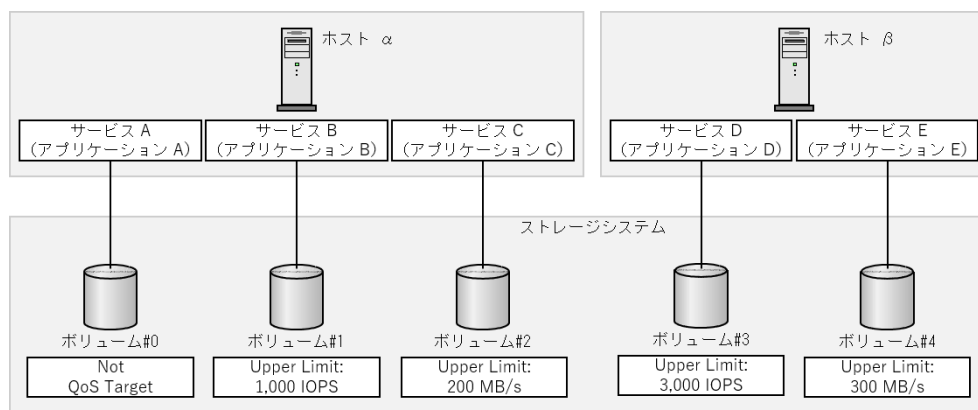 ホスト α
ホスト β
サービス A
（アプリケーション A）
サービス B
（アプリケーション B）
サービス C
（アプリケーション C）
サービス D
（アプリケーション D）
サービス E
（アプリケーション E）
ストレージシステム
ボリューム#0
ボリューム#1
ボリューム#2
ボリューム#3
ボリューム#4
Not
QoS Target
Upper Limit:
1,000 IOPS
Upper Limit:
200 MB/s
Upper Limit:
3,000 IOPS
Upper Limit:
300 MB/s